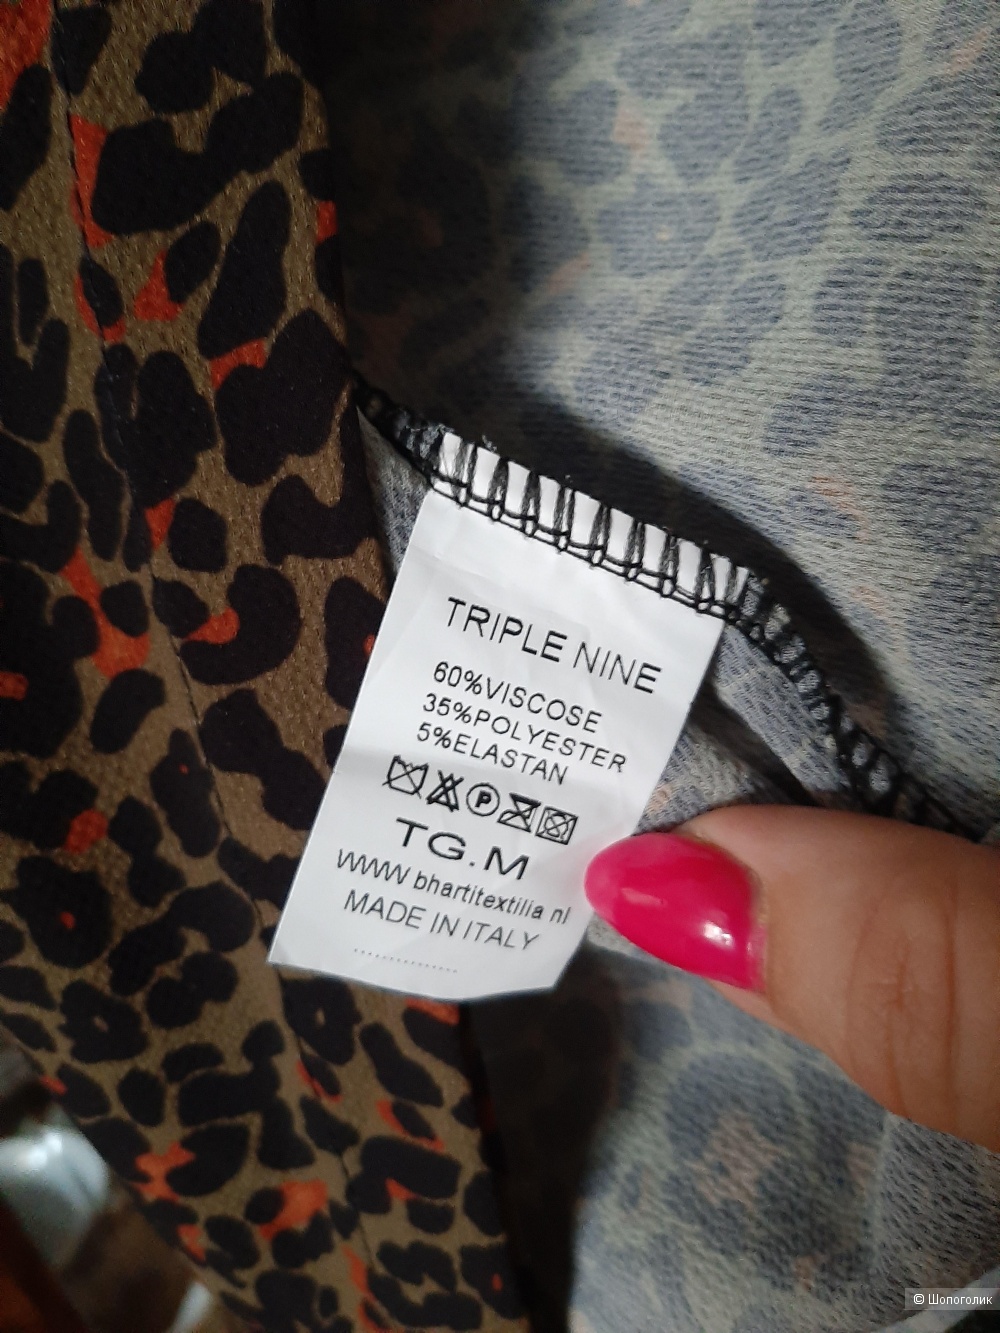 TRIPLE NINE
60%VISCOSE
35%POLYESTER
5%ELASTAN
P
TG.M
WWW bhartitextilia nl
MADE IN ITALY
...............
© Шопоголик